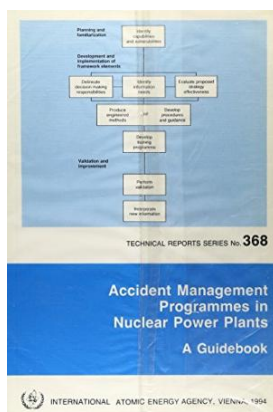 Planning and
familiarization
Identify
capabilities
and vulnerabilities
Development and
implementation of
framework elements
Delineate
decision making
responsibilities
Identify
information
needs
Evaluate proposed
strategy
effectiveness
Produce
engineered
methods
Develop
procedures
and guidance
Develop
training
programme
Validation and
improvement
Perform
validation
Incorporate
new information
TECHNICAL REPORTS SERIES No. 368
Accident Management
Programmes in
Nuclear Power Plants
A Guidebook
INTERNATIONAL ATOMIC ENERGY AGENCY, VIENNA, 1994